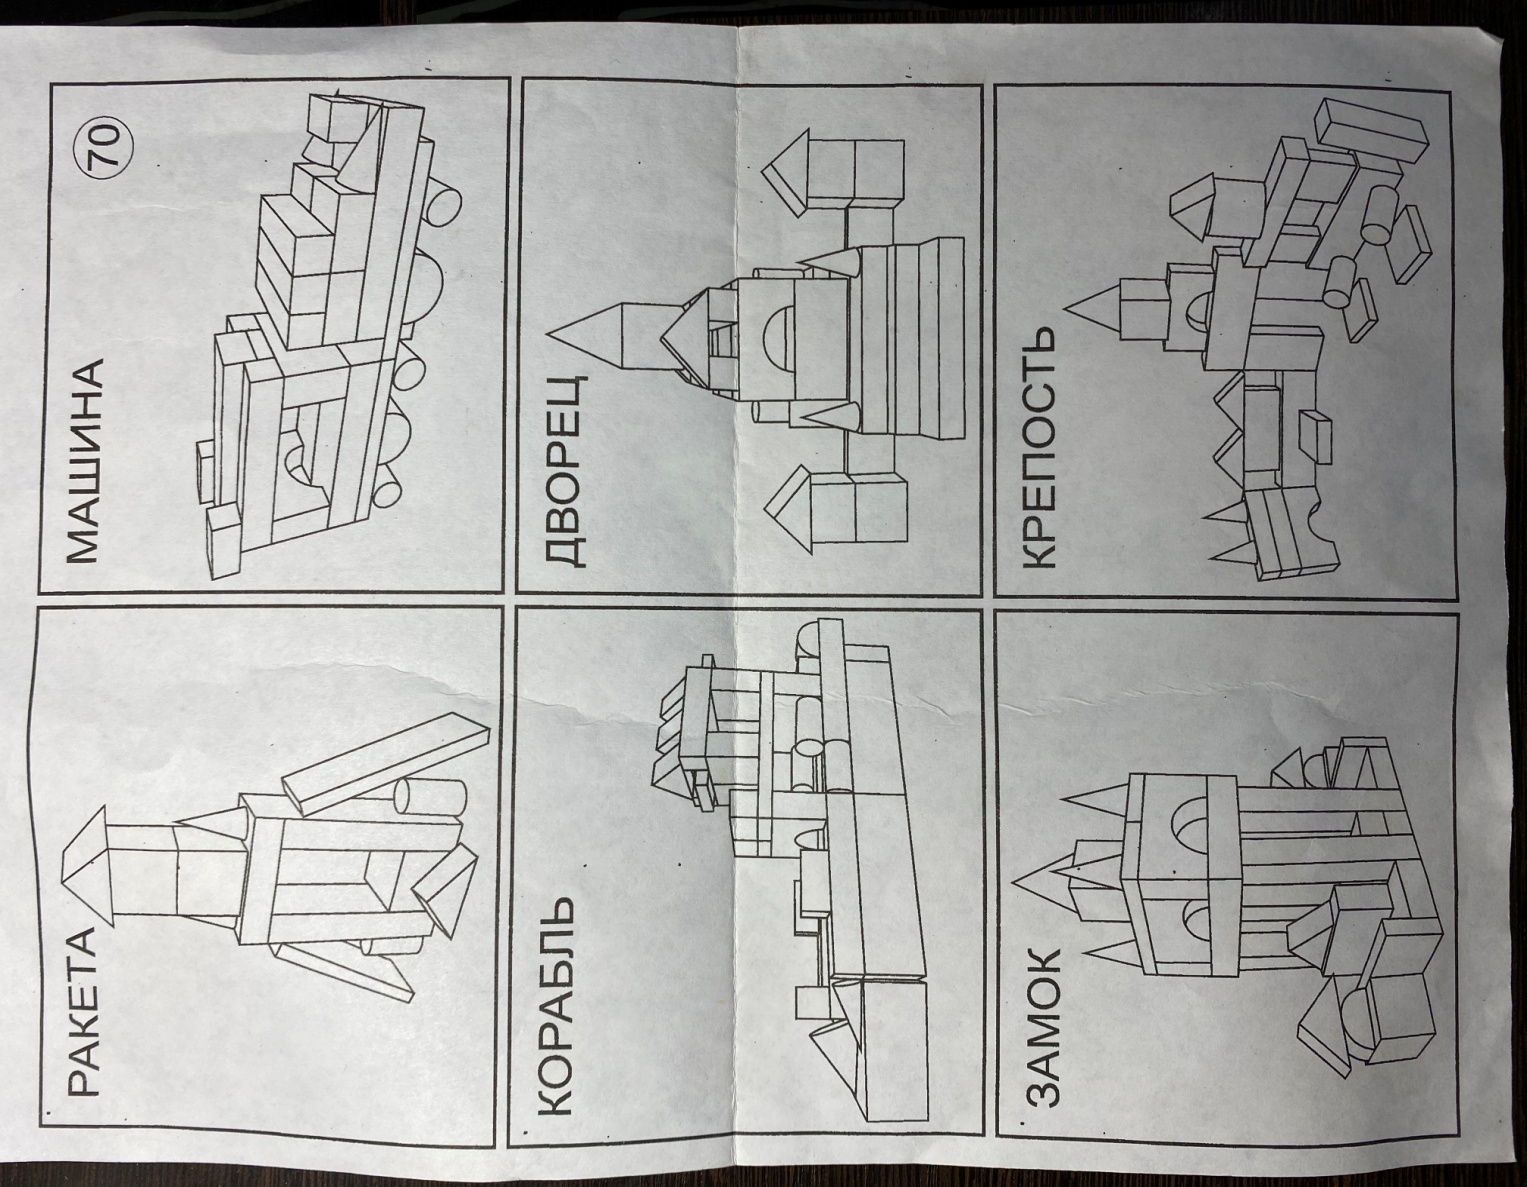 РАКЕТА
МАШИНА
70
КОРАБЛЬ
ДВОРЕЦ
ЗАМОК
КРЕПОСТЬ